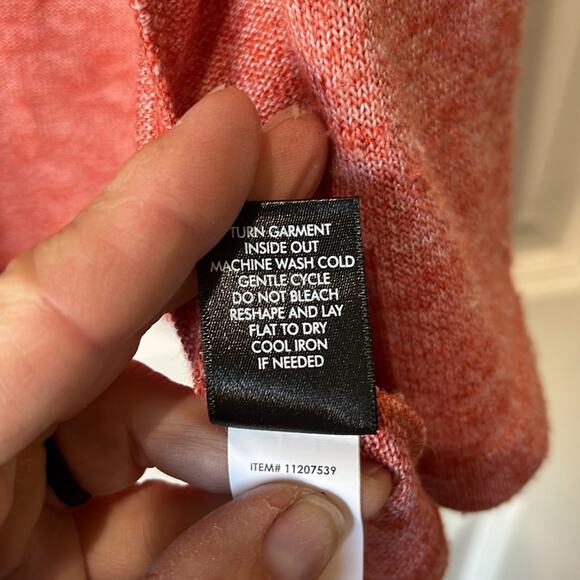 TURN GARMENT
INSIDE OUT
MACHINE WASH COLD
GENTLE CYCLE
DO NOT BLEACH
RESHAPE AND LAY
FLAT TO DRY
COOL IRON
IF NEEDED
ITEM# 11207539